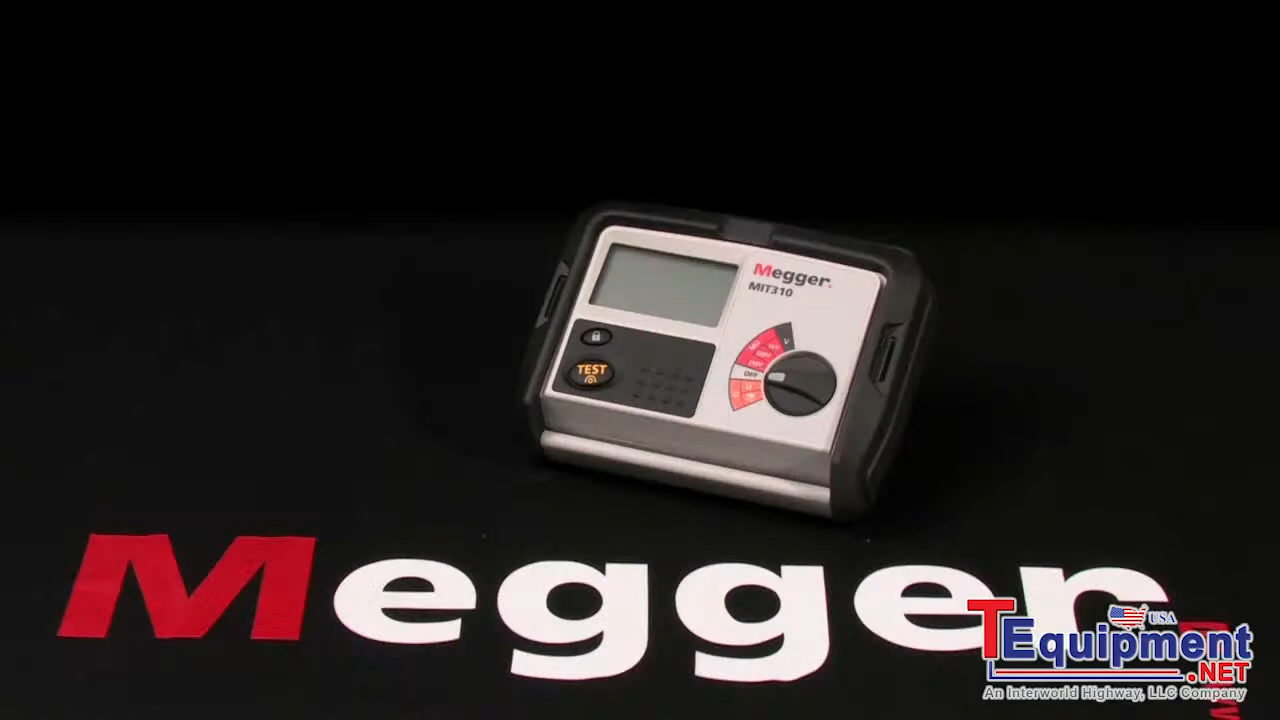 Megger
MIT310
V
OFF
TEST
Megger
USA
TEquipment
.NET
An Interworld Highway, LLC Company